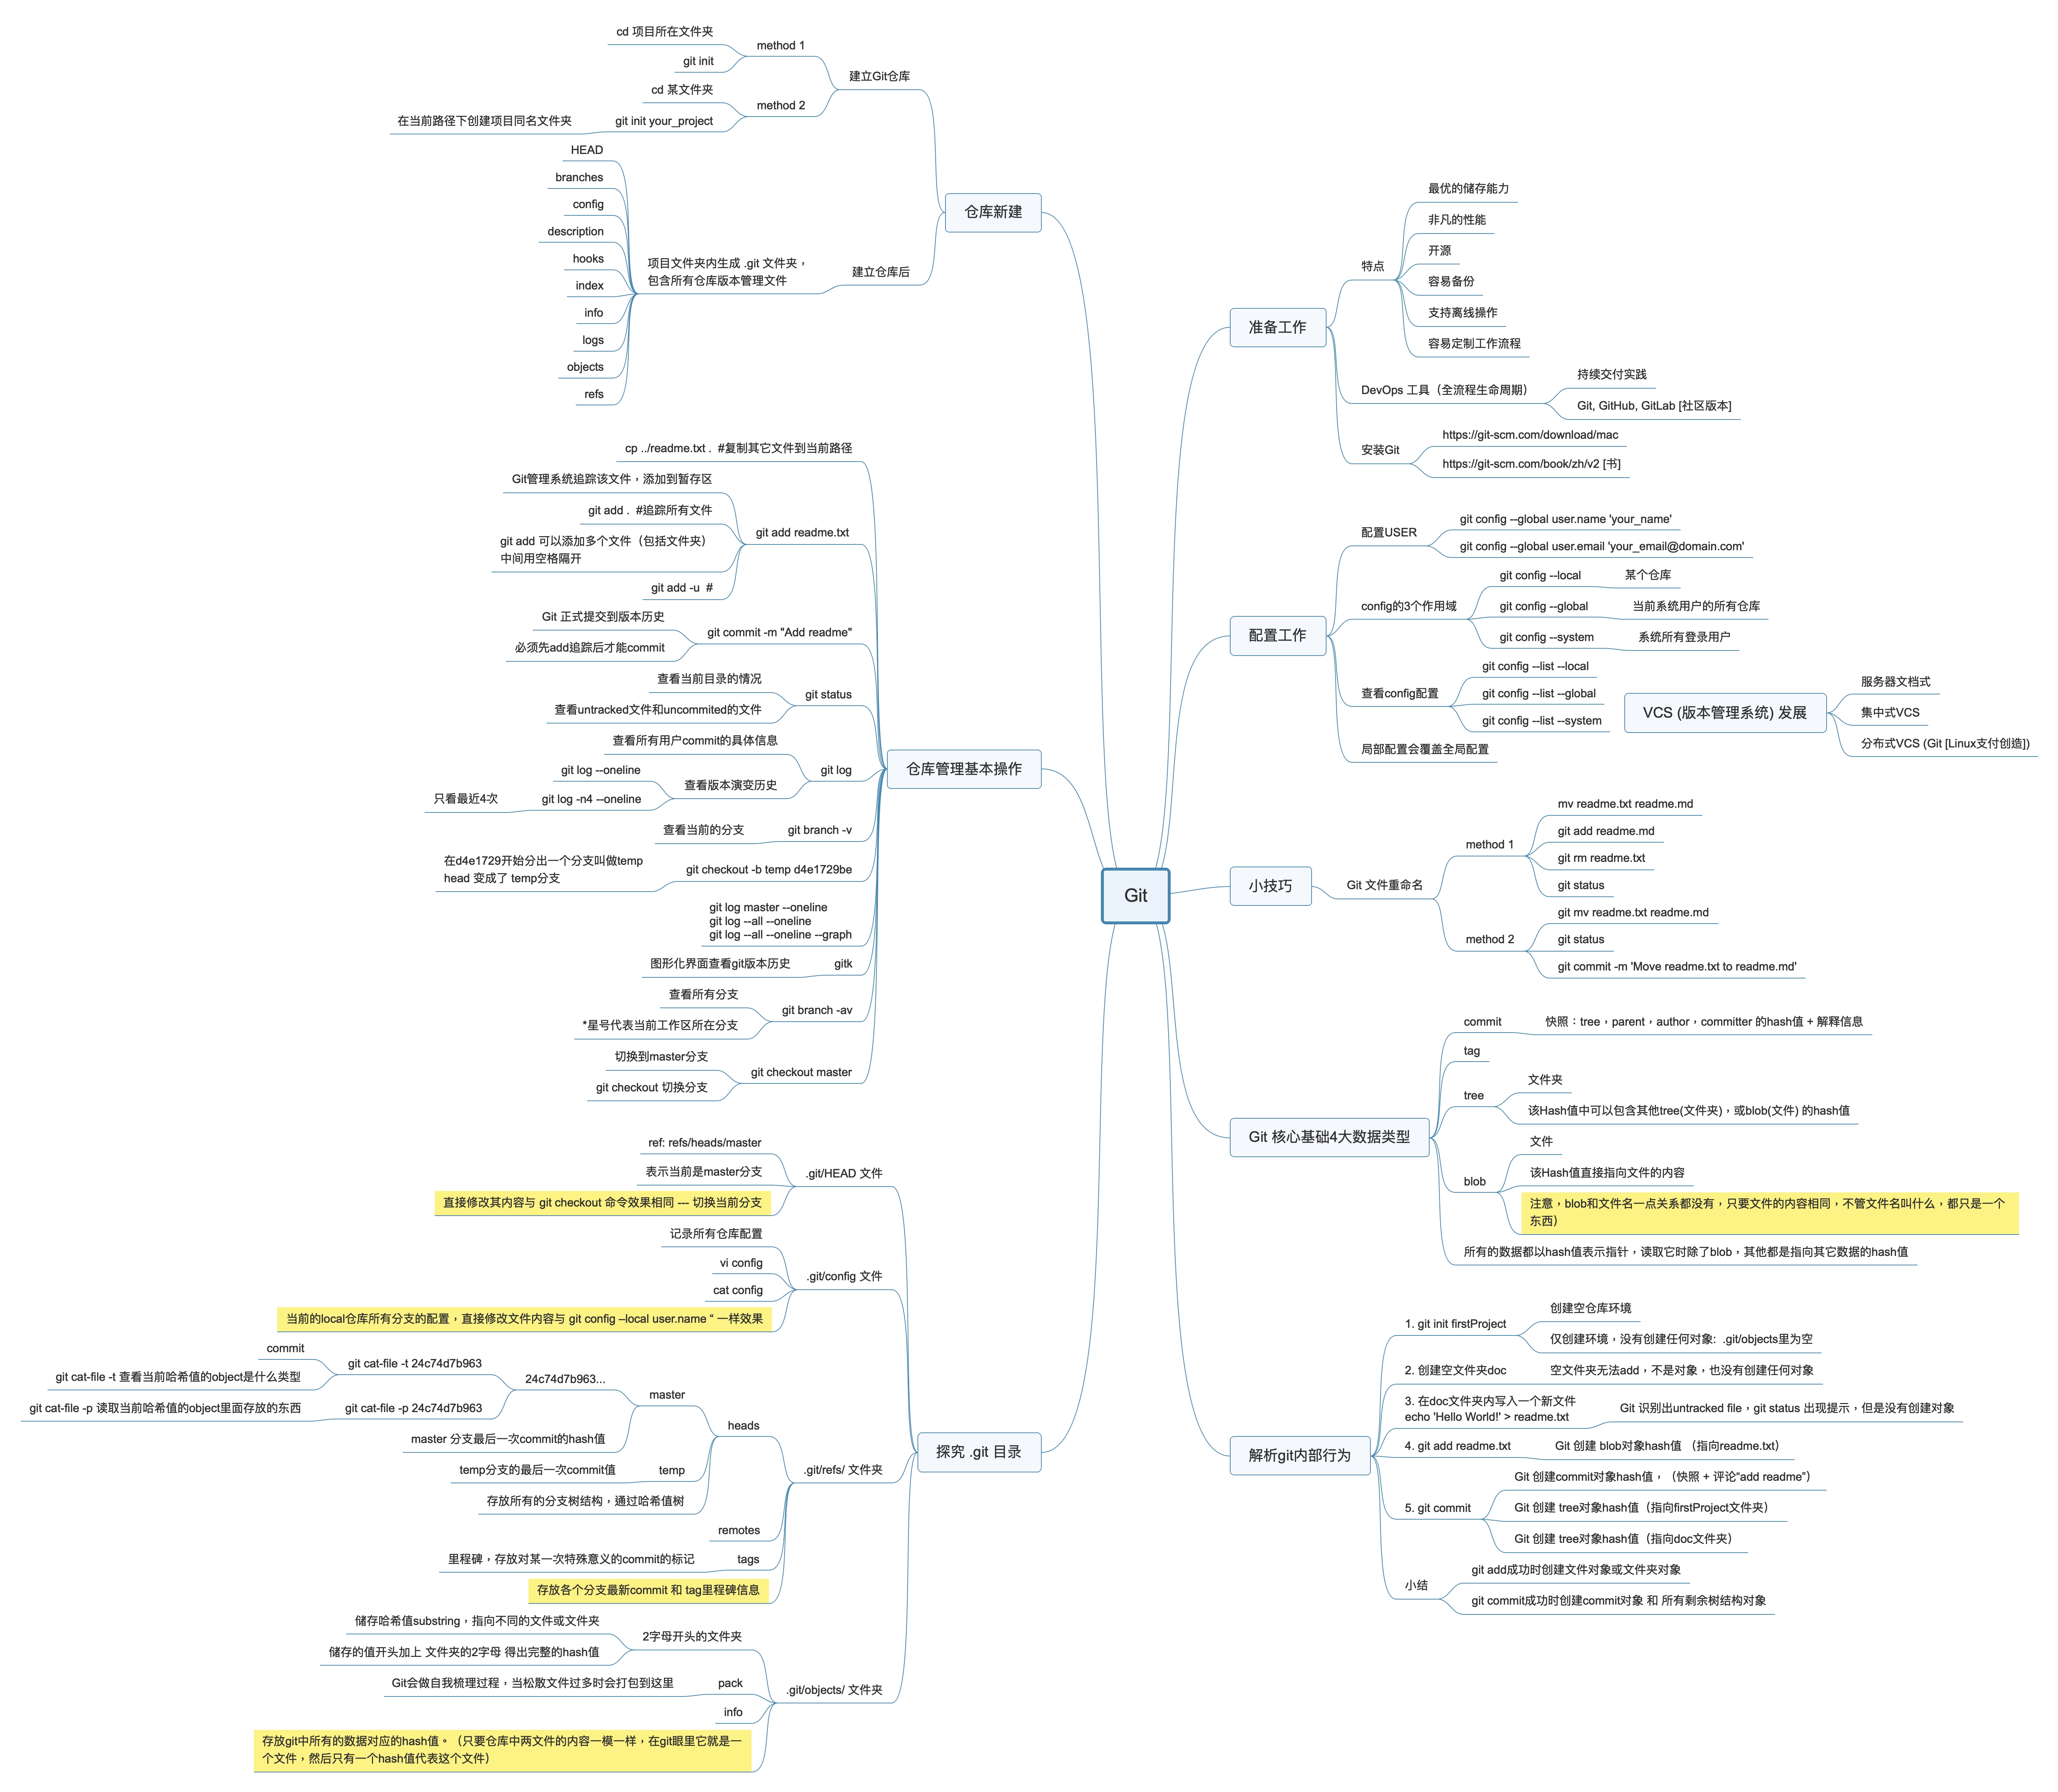 Git
仓库新建
建立Git仓库
method 1
cd 项目所在文件夹
git init
method 2
cd 某文件夹
git init your_project
在当前路径下创建项目同名文件夹
建立仓库后
项目文件夹内生成 .git 文件夹，
包含所有仓库版本管理文件
HEAD
branches
config
description
hooks
index
info
logs
objects
refs
仓库管理基本操作
cp ../readme.txt .  #复制其它文件到当前路径
git add readme.txt
Git管理系统追踪该文件，添加到暂存区
git add .  #追踪所有文件
git add 可以添加多个文件（包括文件夹）
中间用空格隔开
git add -u  #
git commit -m "Add readme"
Git 正式提交到版本历史
必须先add追踪后才能commit
git status
查看当前目录的情况
查看untracked文件和uncommited的文件
git log
查看所有用户commit的具体信息
查看版本演变历史
git log --oneline
git log -n4 --oneline
只看最近4次
git branch -v
查看当前的分支
git checkout -b temp d4e1729be
在d4e1729开始分出一个分支叫做temp
head 变成了 temp分支
git log master --oneline
git log --all --oneline
git log --all --oneline --graph
gitk
图形化界面查看git版本历史
git branch -av
查看所有分支
*星号代表当前工作区所在分支
git checkout master
切换到master分支
git checkout 切换分支
探究 .git 目录
.git/HEAD 文件
ref: refs/heads/master
表示当前是master分支
直接修改其内容与 git checkout 命令效果相同 --- 切换当前分支
.git/config 文件
记录所有仓库配置
vi config
cat config
当前的local仓库所有分支的配置，直接修改文件内容与 git config –local user.name “ 一样效果
.git/refs/ 文件夹
heads
master
24c74d7b963...
git cat-file -t 24c74d7b963
commit
git cat-file -t 查看当前哈希值的object是什么类型
git cat-file -p 24c74d7b963
git cat-file -p 读取当前哈希值的object里面存放的东西
master 分支最后一次commit的hash值
temp
temp分支的最后一次commit值
存放所有的分支树结构，通过哈希值树
remotes
tags
里程碑，存放对某一次特殊意义的commit的标记
存放各个分支最新commit 和 tag里程碑信息
.git/objects/ 文件夹
2字母开头的文件夹
储存哈希值substring，指向不同的文件或文件夹
储存的值开头加上 文件夹的2字母 得出完整的hash值
pack
Git会做自我梳理过程，当松散文件过多时会打包到这里
info
存放git中所有的数据对应的hash值。（只要仓库中两文件的内容一模一样，在git眼里它就是一
个文件，然后只有一个hash值代表这个文件）
准备工作
特点
最优的储存能力
非凡的性能
开源
容易备份
支持离线操作
容易定制工作流程
DevOps 工具（全流程生命周期）
持续交付实践
Git, GitHub, GitLab [社区版本]
安装Git
https://git-scm.com/download/mac
https://git-scm.com/book/zh/v2 [书]
配置工作
配置USER
git config --global user.name 'your_name'
git config --global user.email 'your_email@domain.com'
config的3个作用域
git config --local
某个仓库
git config --global
当前系统用户的所有仓库
git config --system
系统所有登录用户
查看config配置
git config --list --local
git config --list --global
git config --list --system
局部配置会覆盖全局配置
VCS (版本管理系统) 发展
服务器文档式
集中式VCS
分布式VCS (Git [Linux支付创造])
小技巧
Git 文件重命名
method 1
mv readme.txt readme.md
git add readme.md
git rm readme.txt
git status
method 2
git mv readme.txt readme.md
git status
git commit -m 'Move readme.txt to readme.md'
Git 核心基础4大数据类型
commit
快照：tree，parent，author，committer 的hash值 + 解释信息
tag
tree
文件夹
该Hash值中可以包含其他tree(文件夹)，或blob(文件) 的hash值
blob
文件
该Hash值直接指向文件的内容
注意，blob和文件名一点关系都没有，只要文件的内容相同，不管文件名叫什么，都只是一个
东西）
所有的数据都以hash值表示指针，读取它时除了blob，其他都是指向其它数据的hash值
解析git内部行为
1. git init firstProject
创建空仓库环境
仅创建环境，没有创建任何对象:  .git/objects里为空
2. 创建空文件夹doc
空文件夹无法add，不是对象，也没有创建任何对象
3. 在doc文件夹内写入一个新文件
echo 'Hello World!' > readme.txt
Git 识别出untracked file，git status 出现提示，但是没有创建对象
4. git add readme.txt
Git 创建 blob对象hash值 （指向readme.txt）
5. git commit
Git 创建commit对象hash值，（快照 + 评论“add readme”）
Git 创建 tree对象hash值（指向firstProject文件夹）
Git 创建 tree对象hash值（指向doc文件夹）
小结
git add成功时创建文件对象或文件夹对象
git commit成功时创建commit对象 和 所有剩余树结构对象